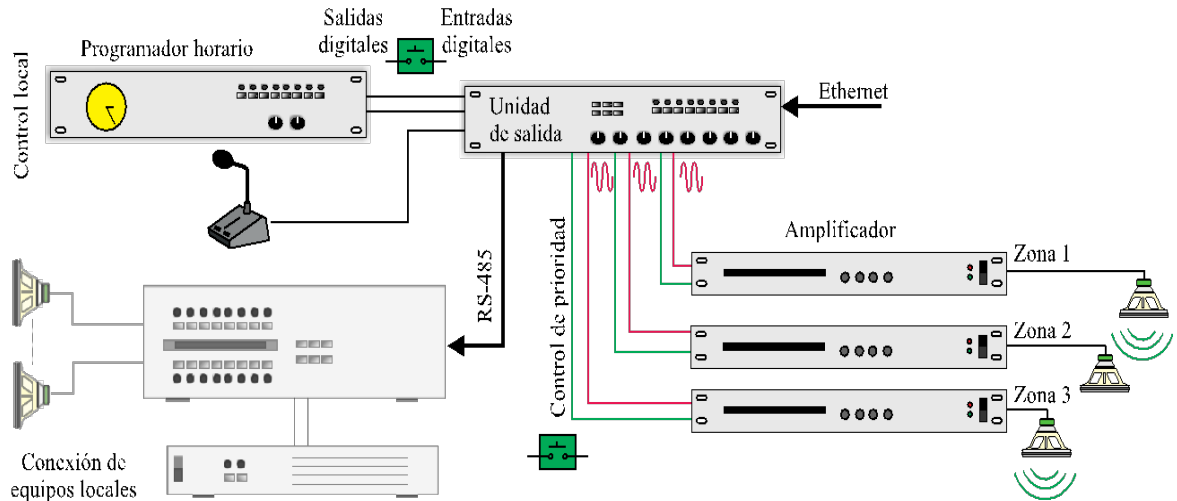 Salidas
digitales
Entradas
digitales
Programador horario
Control local
Unidad
de salida
Ethernet
RS-485
Control de prioridad
Amplificador
Zona 1
Zona 2
Zona 3
Conexión de
equipos locales